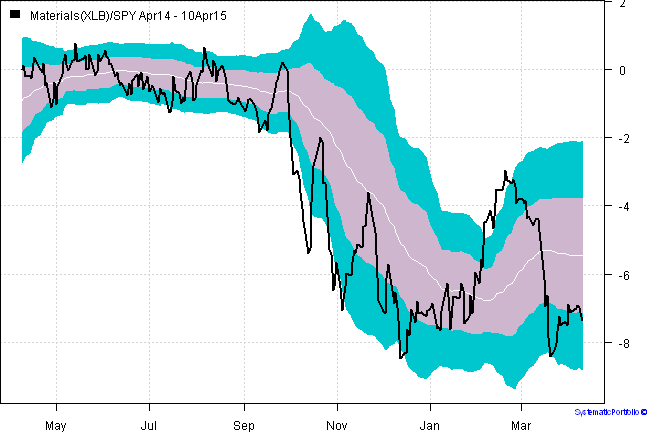 Materials(XLB)/SPY Apr14 - 10Apr15
2
0
-2
-4
-6
-8
May Jul Sep Nov Jan Mar
SystematicPortfolio ©